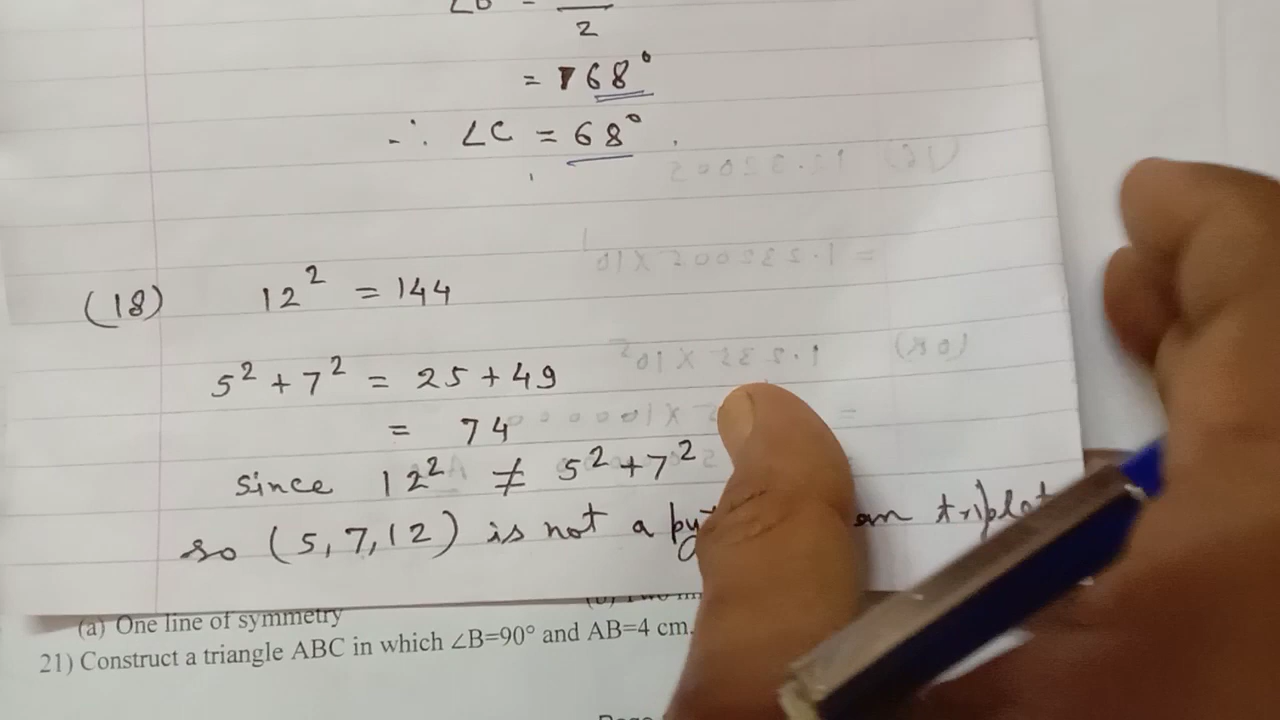 2
= 68°
∴ ∠C = 68°.
(18) 12² = 144
5² + 7² = 25 + 49
= 74
since 12² ≠ 5² + 7²
so (5, 7, 12) is not a triplet
(a) One line of symmetry
21) Construct a triangle ABC in which ∠B=90° and AB=4 cm.